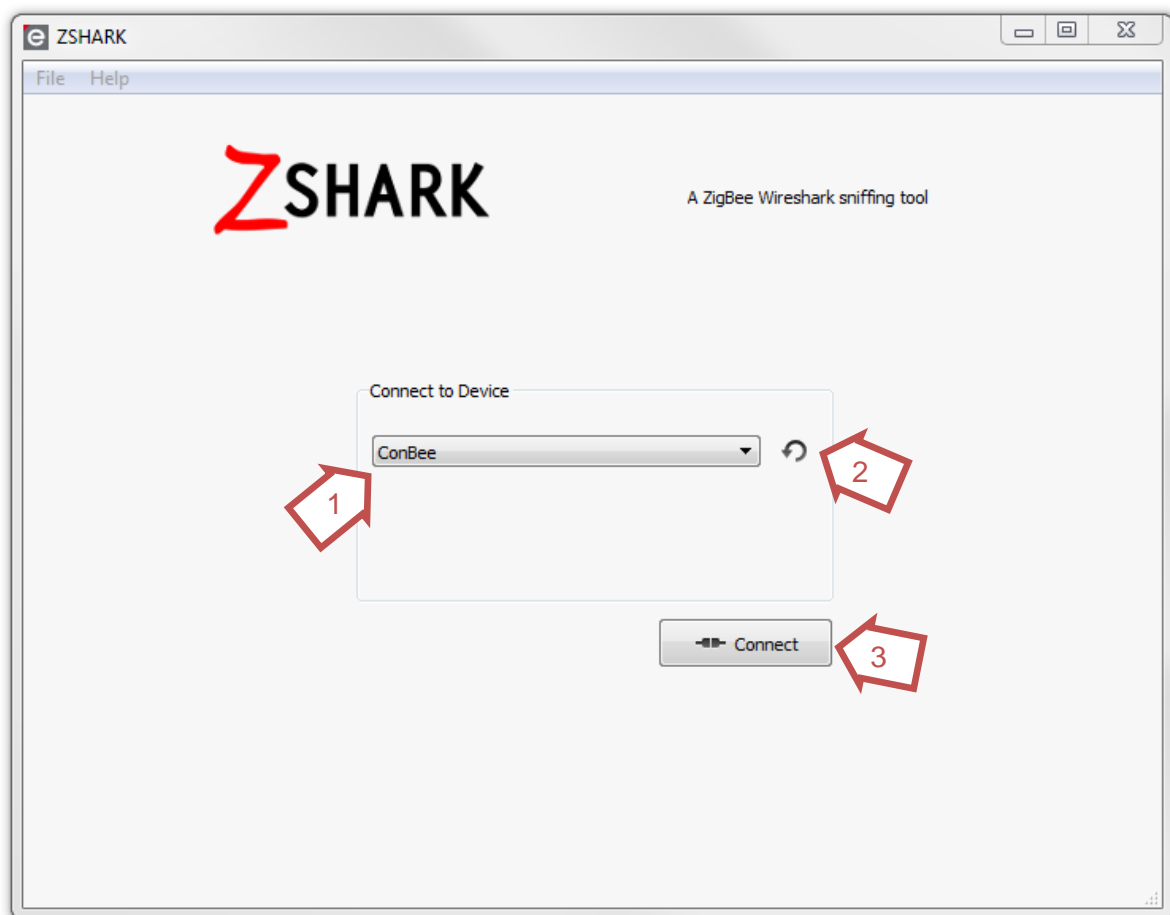 ZSHARK
File Help
ZSHARK
A ZigBee Wireshark sniffing tool
Connect to Device
ConBee
1
2
Connect
3